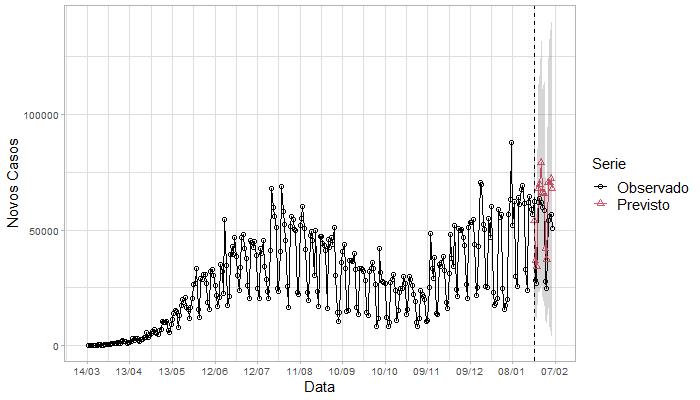 Novos Casos
100000
50000
0
14/03 13/04 13/05 12/06 12/07 11/08 10/09 10/10 09/11 09/12 08/01 07/02
Data
Serie
Observado
Previsto